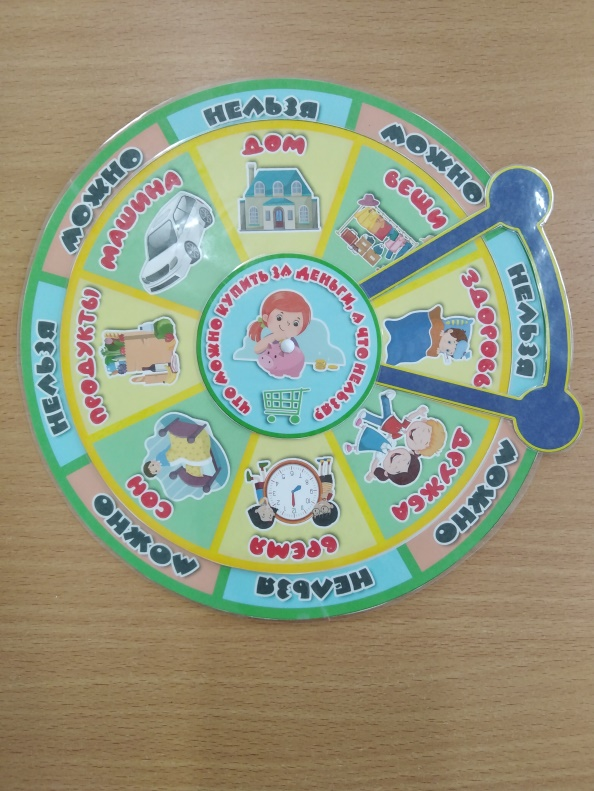 НЕЛЬЗЯ
МОЖНО
НЕЛЬЗЯ
МОЖНО
НЕЛЬЗЯ
МОЖНО
НЕЛЬЗЯ
МОЖНО
ДОМ
ВЕЩИ
ЗДОРОВЬ
ДРУЖБА
ВРЕМЯ
СОН
ПРОДУКТЫ
МАШИНА
ЧТО МОЖНО КУПИТЬ ЗА ДЕНЬГИ, А ЧТО НЕЛЬЗЯ?